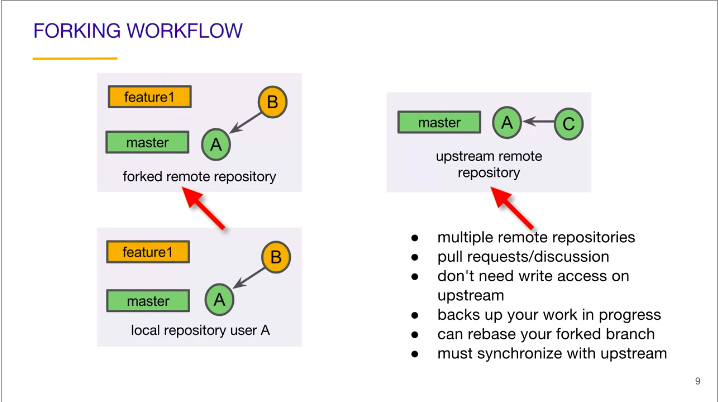 FORKING WORKFLOW
feature1
B
master
A
forked remote repository
master
A
C
upstream remote
repository
feature1
B
master
A
local repository user A
● multiple remote repositories
● pull requests/discussion
● don't need write access on
upstream
● backs up your work in progress
● can rebase your forked branch
● must synchronize with upstream
9